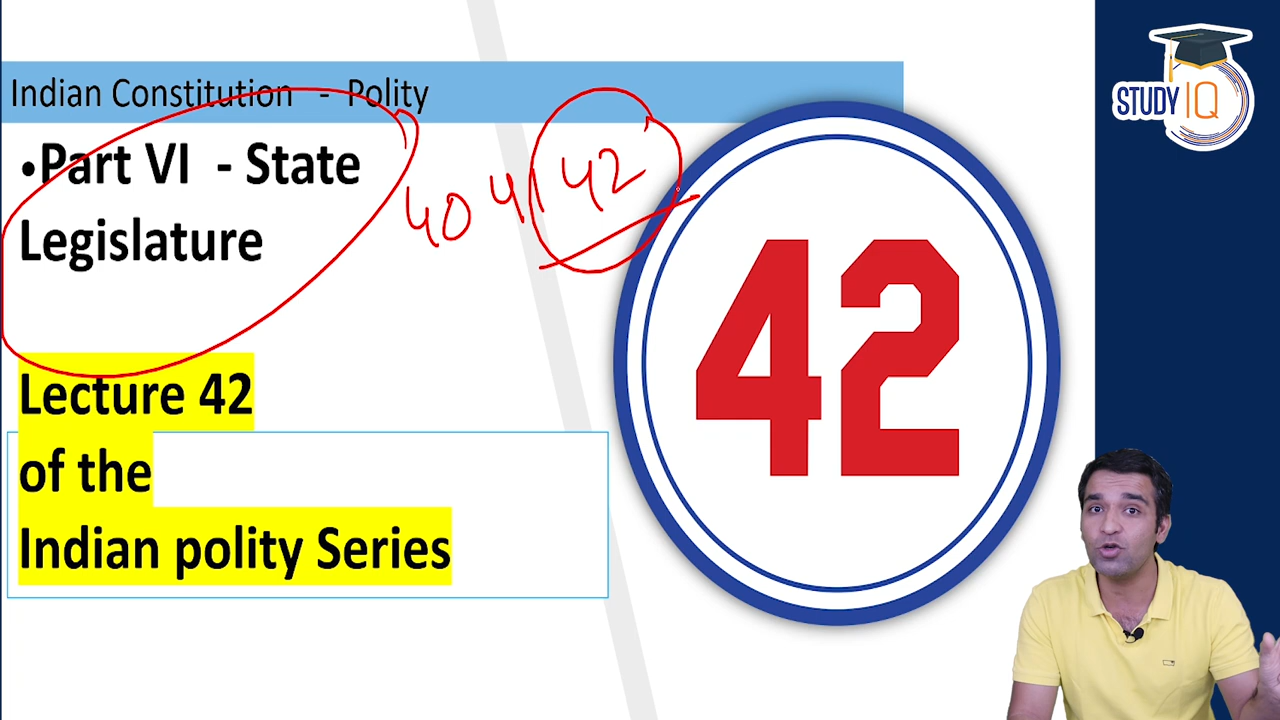 Indian Constitution - Polity
•Part VI - State
Legislature
40 41 42
Lecture 42
of the
Indian polity Series
42
STUDY IQ